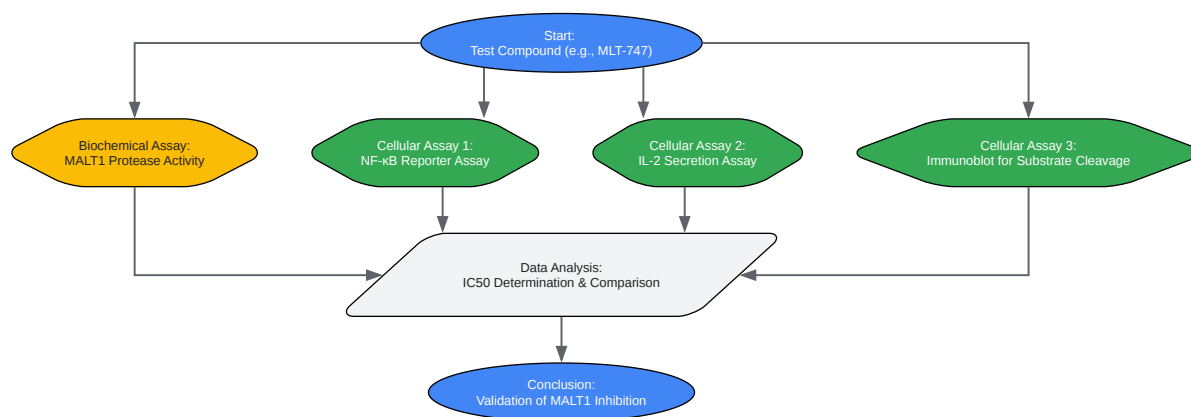 Start:
Test Compound (e.g., MLT-747)
Biochemical Assay:
MALT1 Protease Activity
Cellular Assay 1:
NF-κB Reporter Assay
Cellular Assay 2:
IL-2 Secretion Assay
Cellular Assay 3:
Immunoblot for Substrate Cleavage
Data Analysis:
IC50 Determination & Comparison
Conclusion:
Validation of MALT1 Inhibition